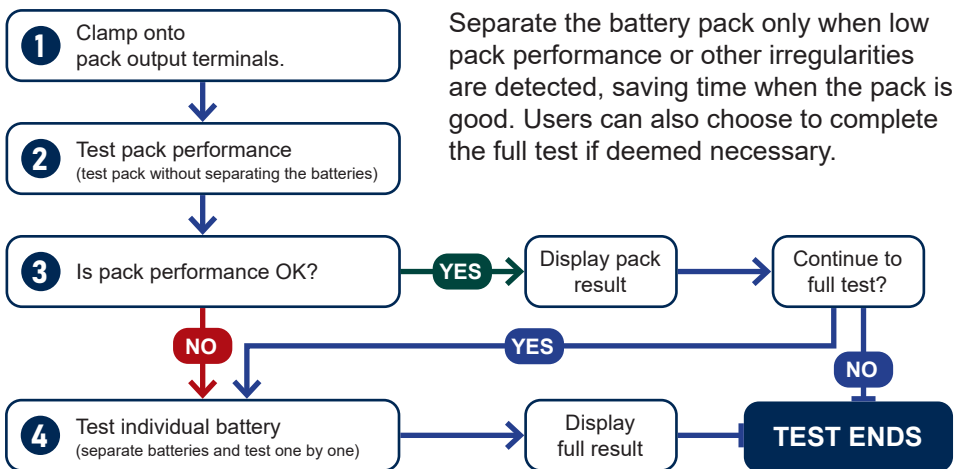 1
Clamp onto
pack output terminals.
Separate the battery pack only when low
pack performance or other irregularities
are detected, saving time when the pack is
good. Users can also choose to complete
the full test if deemed necessary.
2
Test pack performance
(test pack without separating the batteries)
3
Is pack performance OK?
YES
Display pack
result
Continue to
full test?
NO
YES
NO
4
Test individual battery
(separate batteries and test one by one)
Display
full result
TEST ENDS